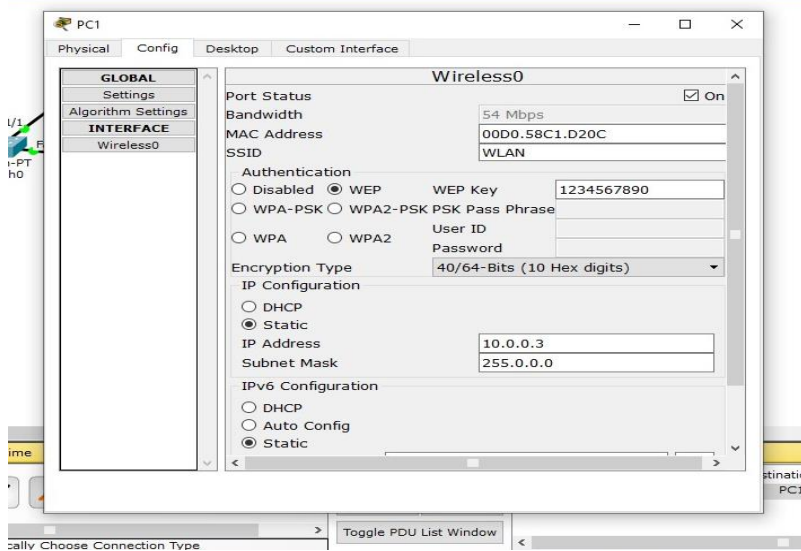 PC1
Physical Config Desktop Custom Interface
GLOBAL
Settings
Algorithm Settings
INTERFACE
Wireless0
Wireless0
Port Status On
Bandwidth 54 Mbps
MAC Address 00D0.58C1.D20C
SSID WLAN
Authentication
Disabled WEP WEP Key 1234567890
WPA-PSK WPA2-PSK PSK Pass Phrase
User ID
WPA WPA2
Password
Encryption Type 40/64-Bits (10 Hex digits)
IP Configuration
DHCP
Static
IP Address 10.0.0.3
Subnet Mask 255.0.0.0
IPv6 Configuration
DHCP
Auto Config
Static
PC1
Toggle PDU List Window
Choose Connection Type